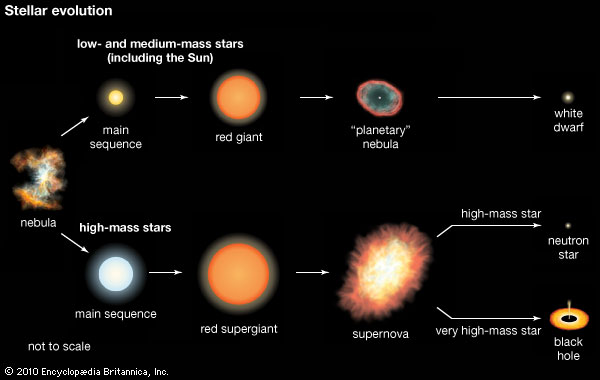 Stellar evolution
low- and medium-mass stars
(including the Sun)
main
sequence
red giant
“planetary”
nebula
white
dwarf
nebula
high-mass stars
main sequence
red supergiant
supernova
high-mass star
neutron
star
very high-mass star
black
hole
not to scale
© 2010 Encyclopædia Britannica, Inc.